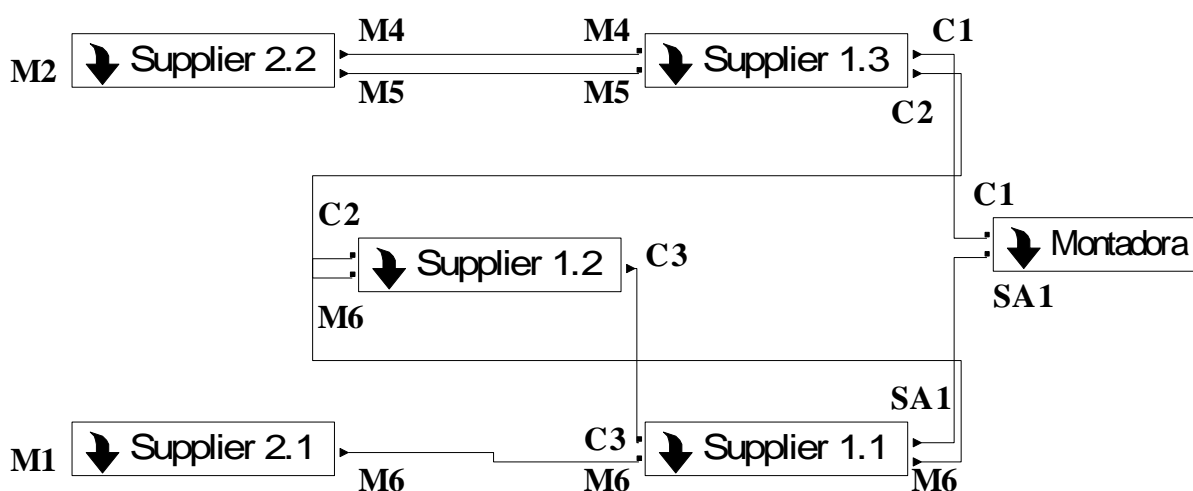 M4 M4 C1
M2 Supplier 2.2 Supplier 1.3
M5 M5 C2
C2 C1
Supplier 1.2 C3 Montadora
M6 SA1
SA1
M1 Supplier 2.1 C3 Supplier 1.1
M6 M6 M6